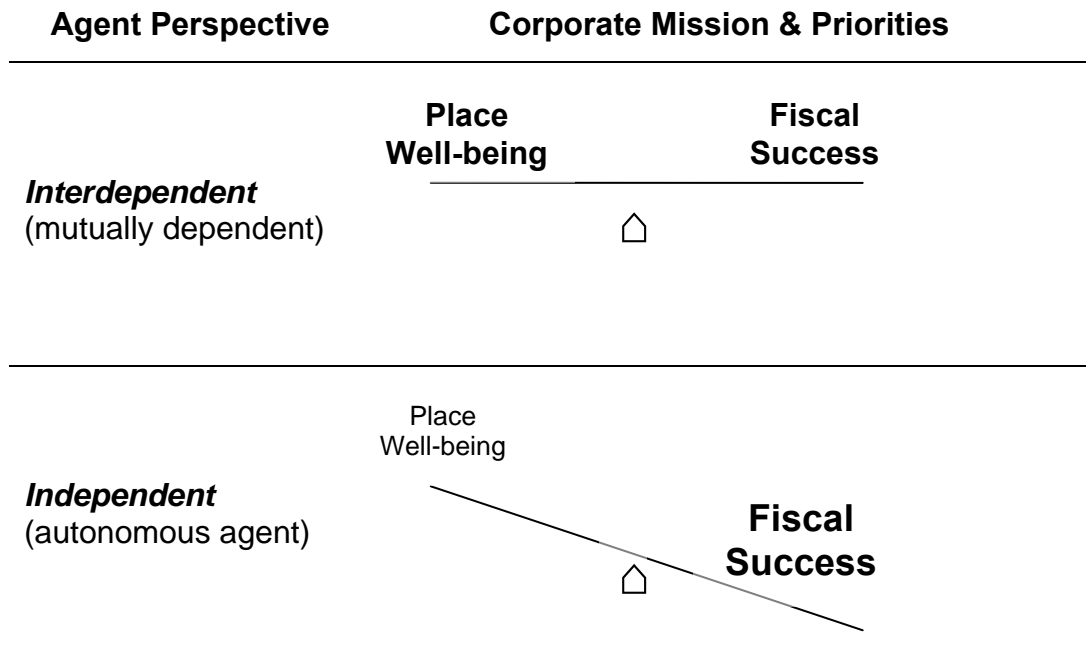 Agent Perspective
Corporate Mission & Priorities
Place
Well-being
Fiscal
Success
Interdependent
(mutually dependent)
Place
Well-being
Independent
(autonomous agent)
Fiscal
Success